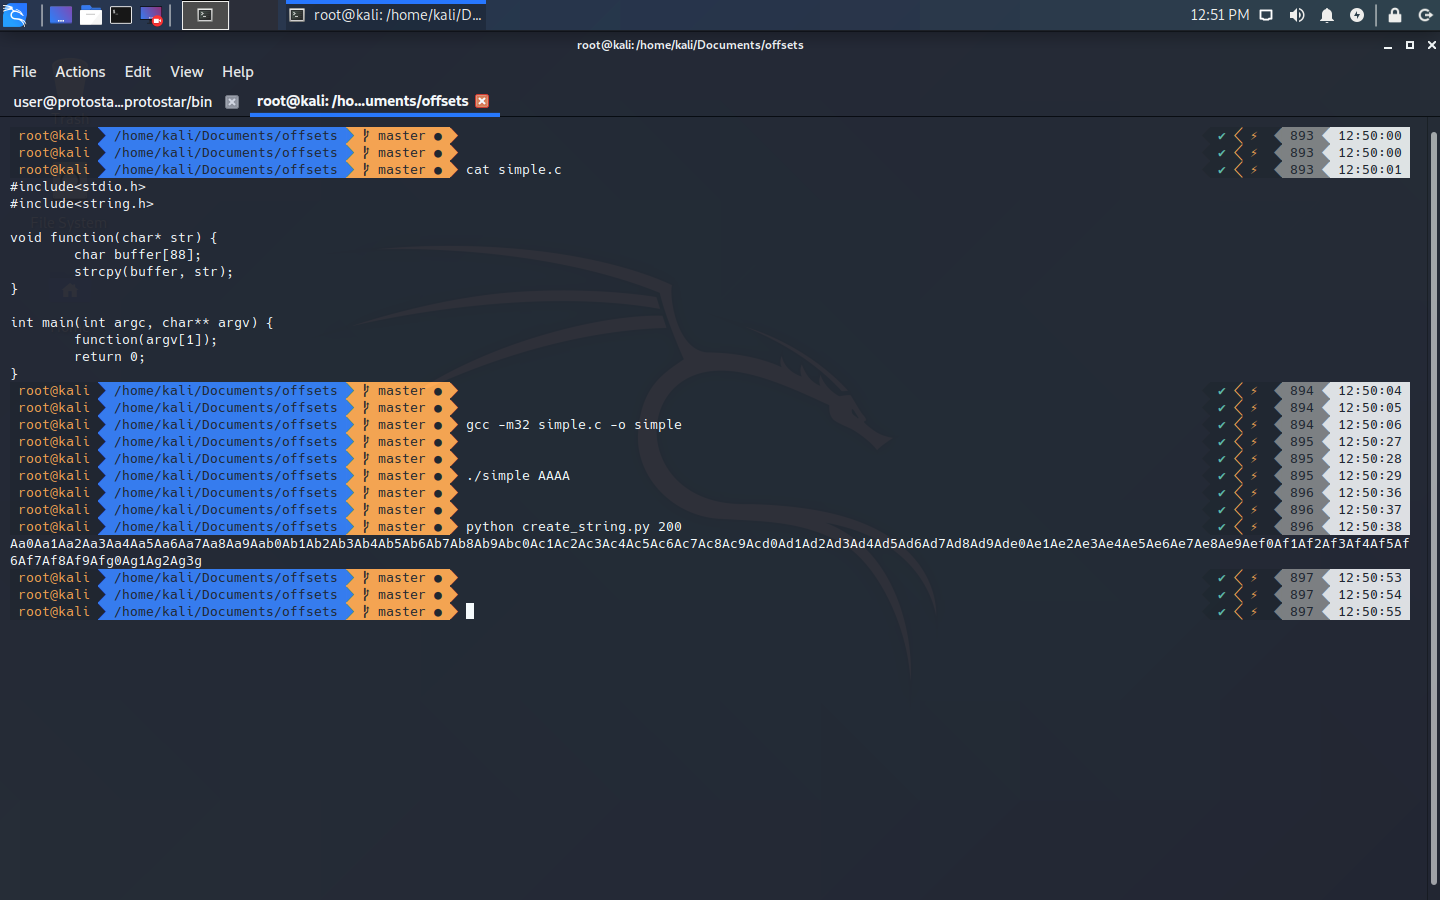 root@kali: /home/kali/D...
12:51 PM
root@kali: /home/kali/Documents/offsets
File Actions Edit View Help
user@protosta...protostar/bin
root@kali: /ho...uments/offsets
root@kali /home/kali/Documents/offsets master ● ✔ ⚡ 893 12:50:00
root@kali /home/kali/Documents/offsets master ● ✔ ⚡ 893 12:50:00
root@kali /home/kali/Documents/offsets master ● cat simple.c ✔ ⚡ 893 12:50:01
#include<stdio.h>
#include<string.h>
void function(char* str) {
char buffer[88];
strcpy(buffer, str);
}
int main(int argc, char** argv) {
function(argv[1]);
return 0;
}
root@kali /home/kali/Documents/offsets master ● ✔ ⚡ 894 12:50:04
root@kali /home/kali/Documents/offsets master ● ✔ ⚡ 894 12:50:05
root@kali /home/kali/Documents/offsets master ● gcc -m32 simple.c -o simple ✔ ⚡ 894 12:50:06
root@kali /home/kali/Documents/offsets master ● ✔ ⚡ 895 12:50:27
root@kali /home/kali/Documents/offsets master ● ✔ ⚡ 895 12:50:28
root@kali /home/kali/Documents/offsets master ● ./simple AAAA ✔ ⚡ 895 12:50:29
root@kali /home/kali/Documents/offsets master ● ✔ ⚡ 896 12:50:36
root@kali /home/kali/Documents/offsets master ● ✔ ⚡ 896 12:50:37
root@kali /home/kali/Documents/offsets master ● python create_string.py 200 ✔ ⚡ 896 12:50:38
Aa0Aa1Aa2Aa3Aa4Aa5Aa6Aa7Aa8Aa9Aab0Ab1Ab2Ab3Ab4Ab5Ab6Ab7Ab8Ab9Abc0Ac1Ac2Ac3Ac4Ac5Ac6Ac7Ac8Ac9Acd0Ad1Ad2Ad3Ad4Ad5Ad6Ad7Ad8Ad9Ade0Ae1Ae2Ae3Ae4Ae5Ae6Ae7Ae8Ae9Aef0Af1Af2Af3Af4Af5Af
6Af7Af8Af9Afg0Ag1Ag2Ag3g
root@kali /home/kali/Documents/offsets master ● ✔ ⚡ 897 12:50:53
root@kali /home/kali/Documents/offsets master ● ✔ ⚡ 897 12:50:54
root@kali /home/kali/Documents/offsets master ● ✔ ⚡ 897 12:50:55